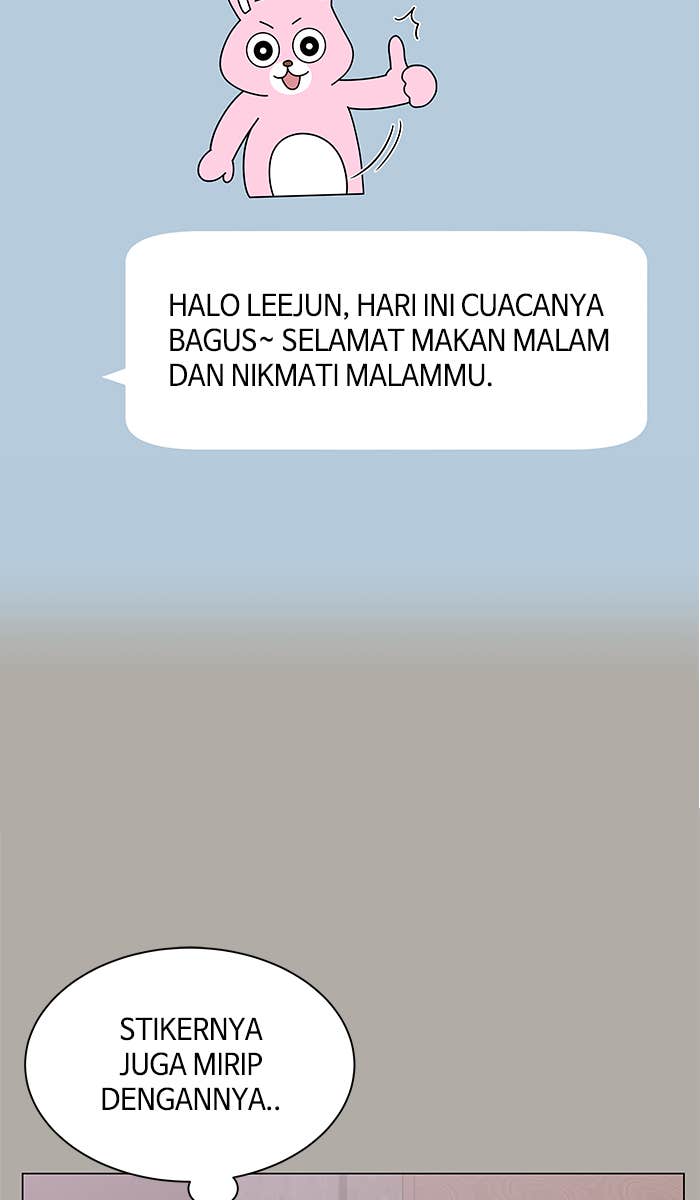 HALO LEEJUN, HARI INI CUACANYA
BAGUS~ SELAMAT MAKAN MALAM
DAN NIKMATI MALAMMU.
STIKERNYA
JUGA MIRIP
DENGANNYA..